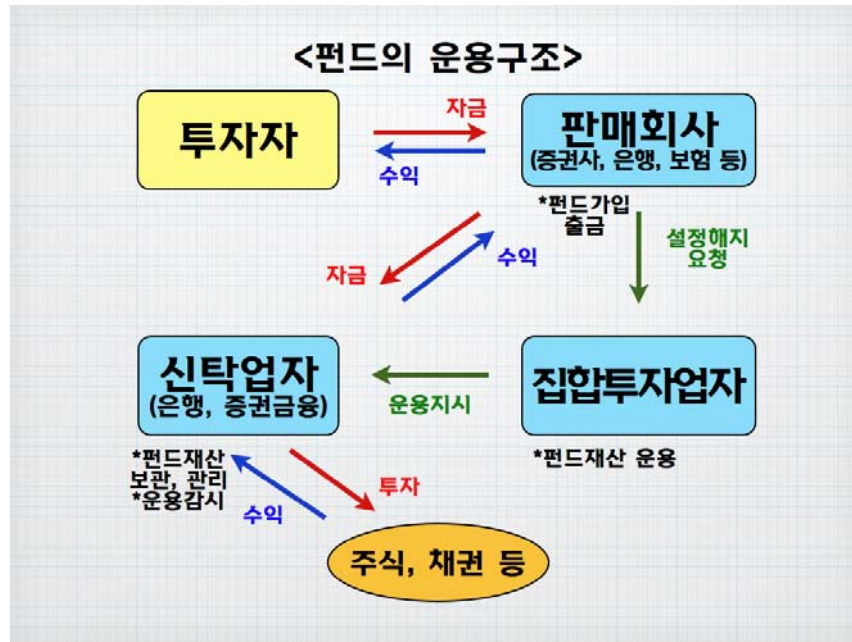 <펀드의 운용구조>
투자자
자금
수익
판매회사
(증권사, 은행, 보험 등)
*펀드가입
출금
설정해지
요청
자금
수익
신탁업자
(은행, 증권금융)
*펀드재산
보관, 관리
*운용감시
운용지시
집합투자업자
*펀드재산 운용
수익
투자
주식, 채권 등